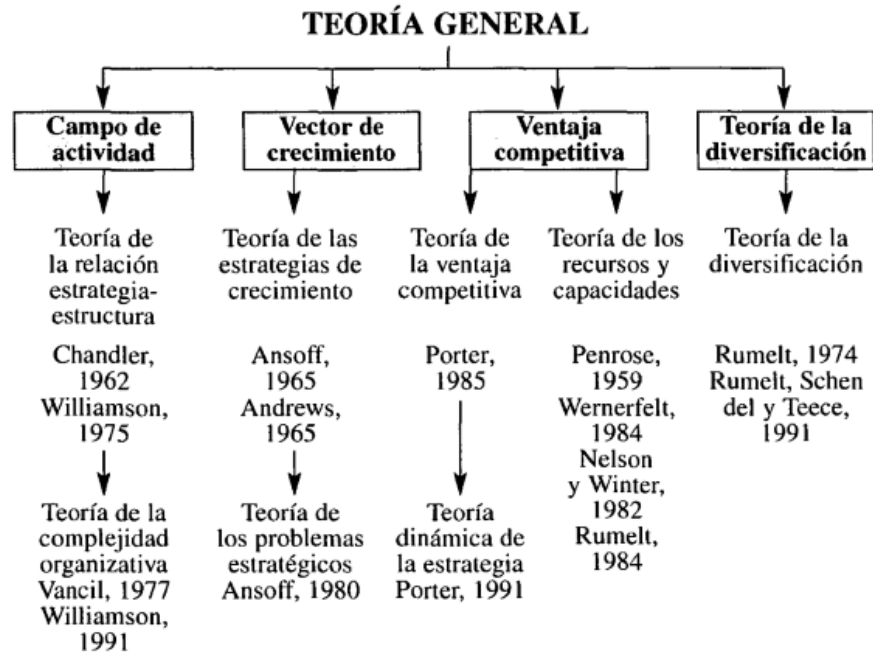 TEORÍA GENERAL
Campo de
actividad
Vector de
crecimiento
Ventaja
competitiva
Teoría de la
diversificación
Teoría de
la relación
estrategia-
estructura
Chandler,
1962
Williamson,
1975
Teoría de la
complejidad
organizativa
Vancil, 1977
Williamson,
1991
Teoría de las
estrategias de
crecimiento
Ansoff,
1965
Andrews,
1965
Teoría de
los problemas
estratégicos
Ansoff, 1980
Teoría de
la ventaja
competitiva
Porter,
1985
Teoría
dinámica de
la estrategia
Porter, 1991
Teoría de los
recursos y
capacidades
Penrose,
1959
Wernerfelt,
1984
Nelson
y Winter,
1982
Rumelt,
1984
Teoría de la
diversificación
Rumelt, 1974
Rumelt, Schen
del y Teece,
1991